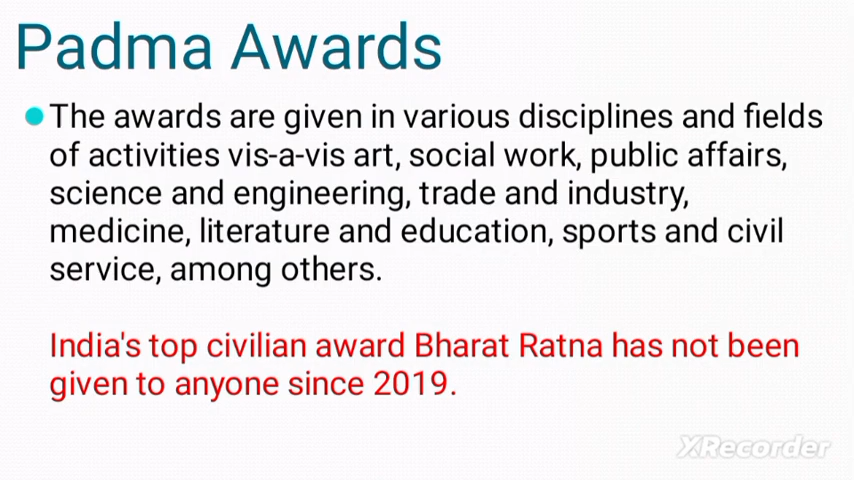 Padma Awards
The awards are given in various disciplines and fields
of activities vis-a-vis art, social work, public affairs,
science and engineering, trade and industry,
medicine, literature and education, sports and civil
service, among others.
India's top civilian award Bharat Ratna has not been
given to anyone since 2019.
XRecorder